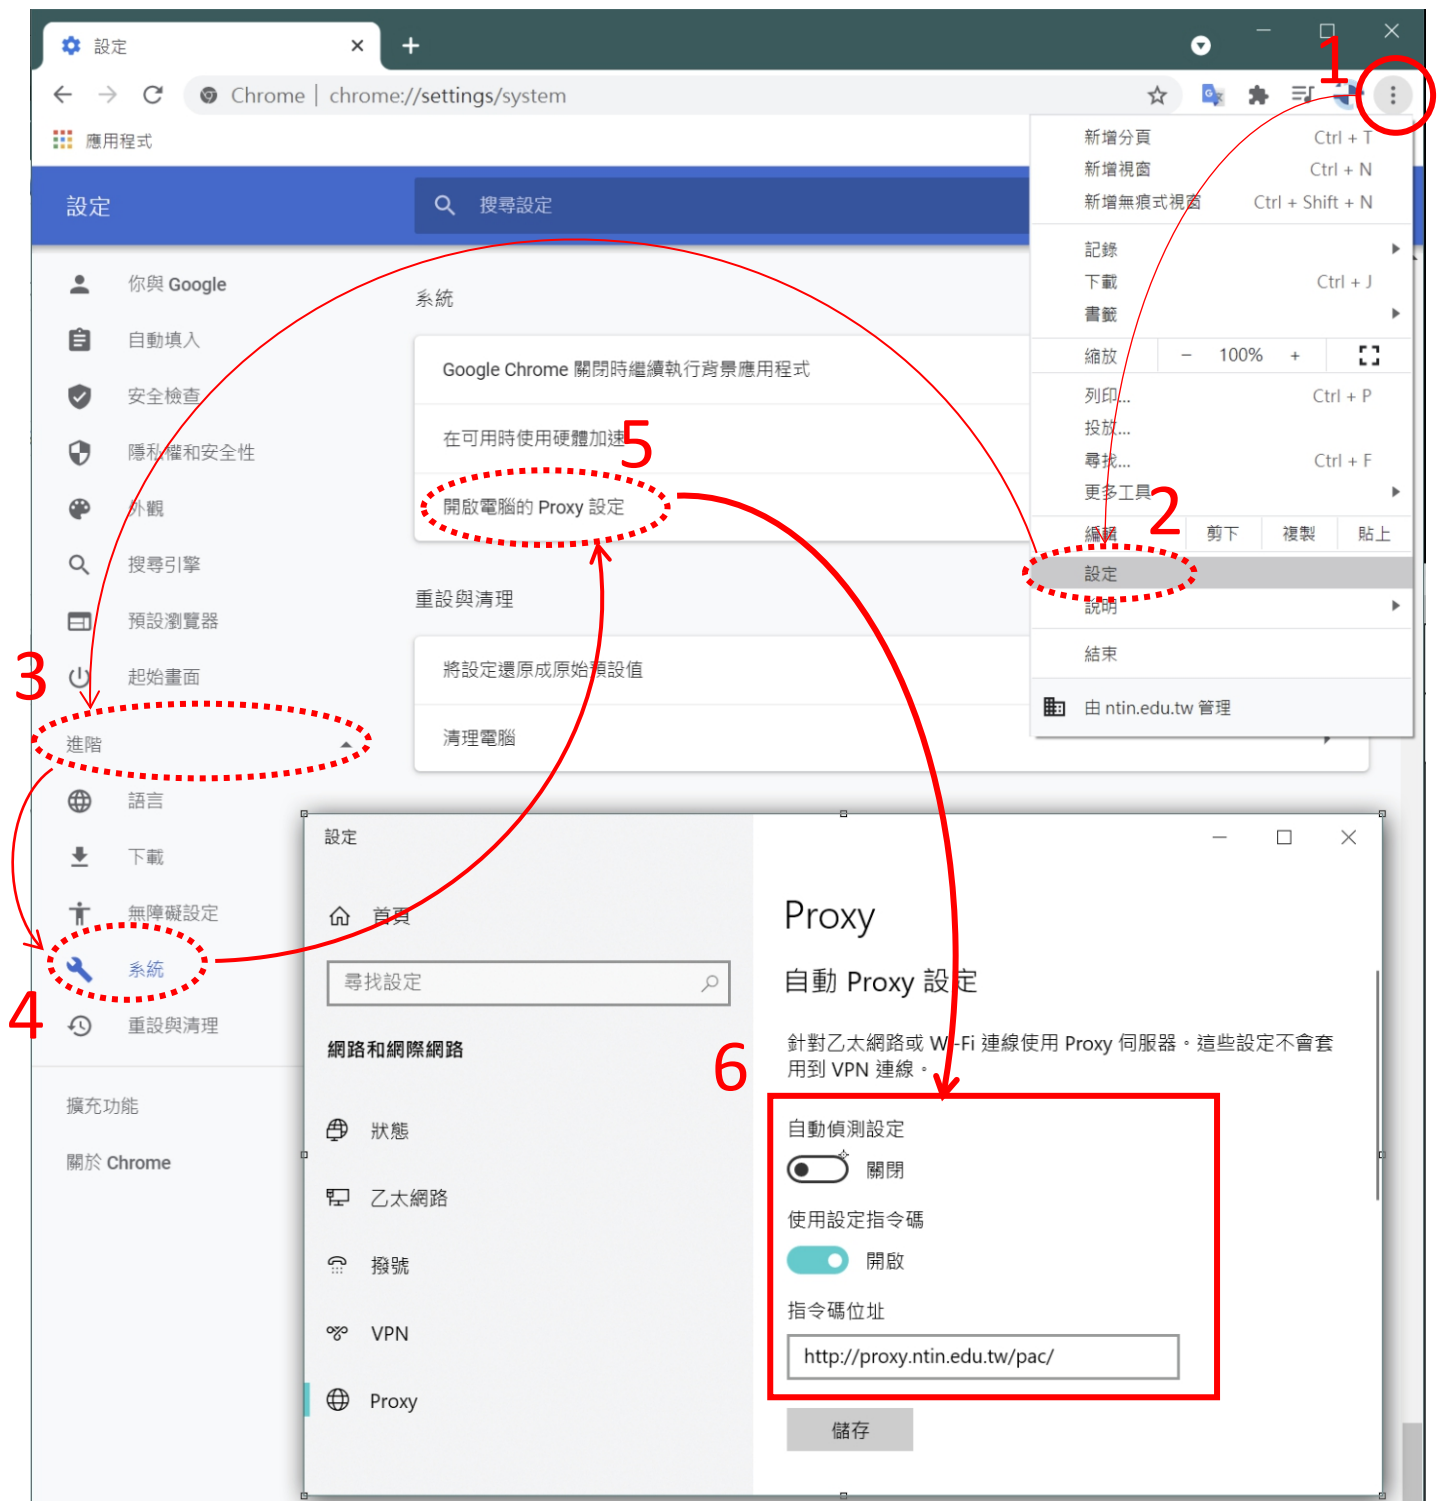 設定
1
Chrome | chrome://settings/system
應用程式
設定
搜尋設定
新增分頁 Ctrl + T
新增視窗 Ctrl + N
新增無痕式視窗 Ctrl + Shift + N
記錄
下載 Ctrl + J
書籤
縮放 - 100% +
列印... Ctrl + P
投放...
尋找... Ctrl + F
更多工具
2
編輯 剪下 複製 貼上
設定
說明
結束
由 ntin.edu.tw 管理
你與 Google
自動填入
安全檢查
隱私權和安全性
外觀
搜尋引擎
預設瀏覽器
3
起始畫面
進階
語言
下載
無障礙設定
系統
4
重設與清理
擴充功能
關於 Chrome
系統
Google Chrome 關閉時繼續執行背景應用程式
在可用時使用硬體加速
5
開啟電腦的 Proxy 設定
重設與清理
將設定還原成原始預設值
清理電腦
設定
首頁
尋找設定
網路和網際網路
狀態
乙太網路
撥號
VPN
Proxy
Proxy
自動 Proxy 設定
針對乙太網路或 Wi-Fi 連線使用 Proxy 伺服器。這些設定不會套
用到 VPN 連線。
6
自動偵測設定
關閉
使用設定指令碼
開啟
指令碼位址
http://proxy.ntin.edu.tw/pac/
儲存